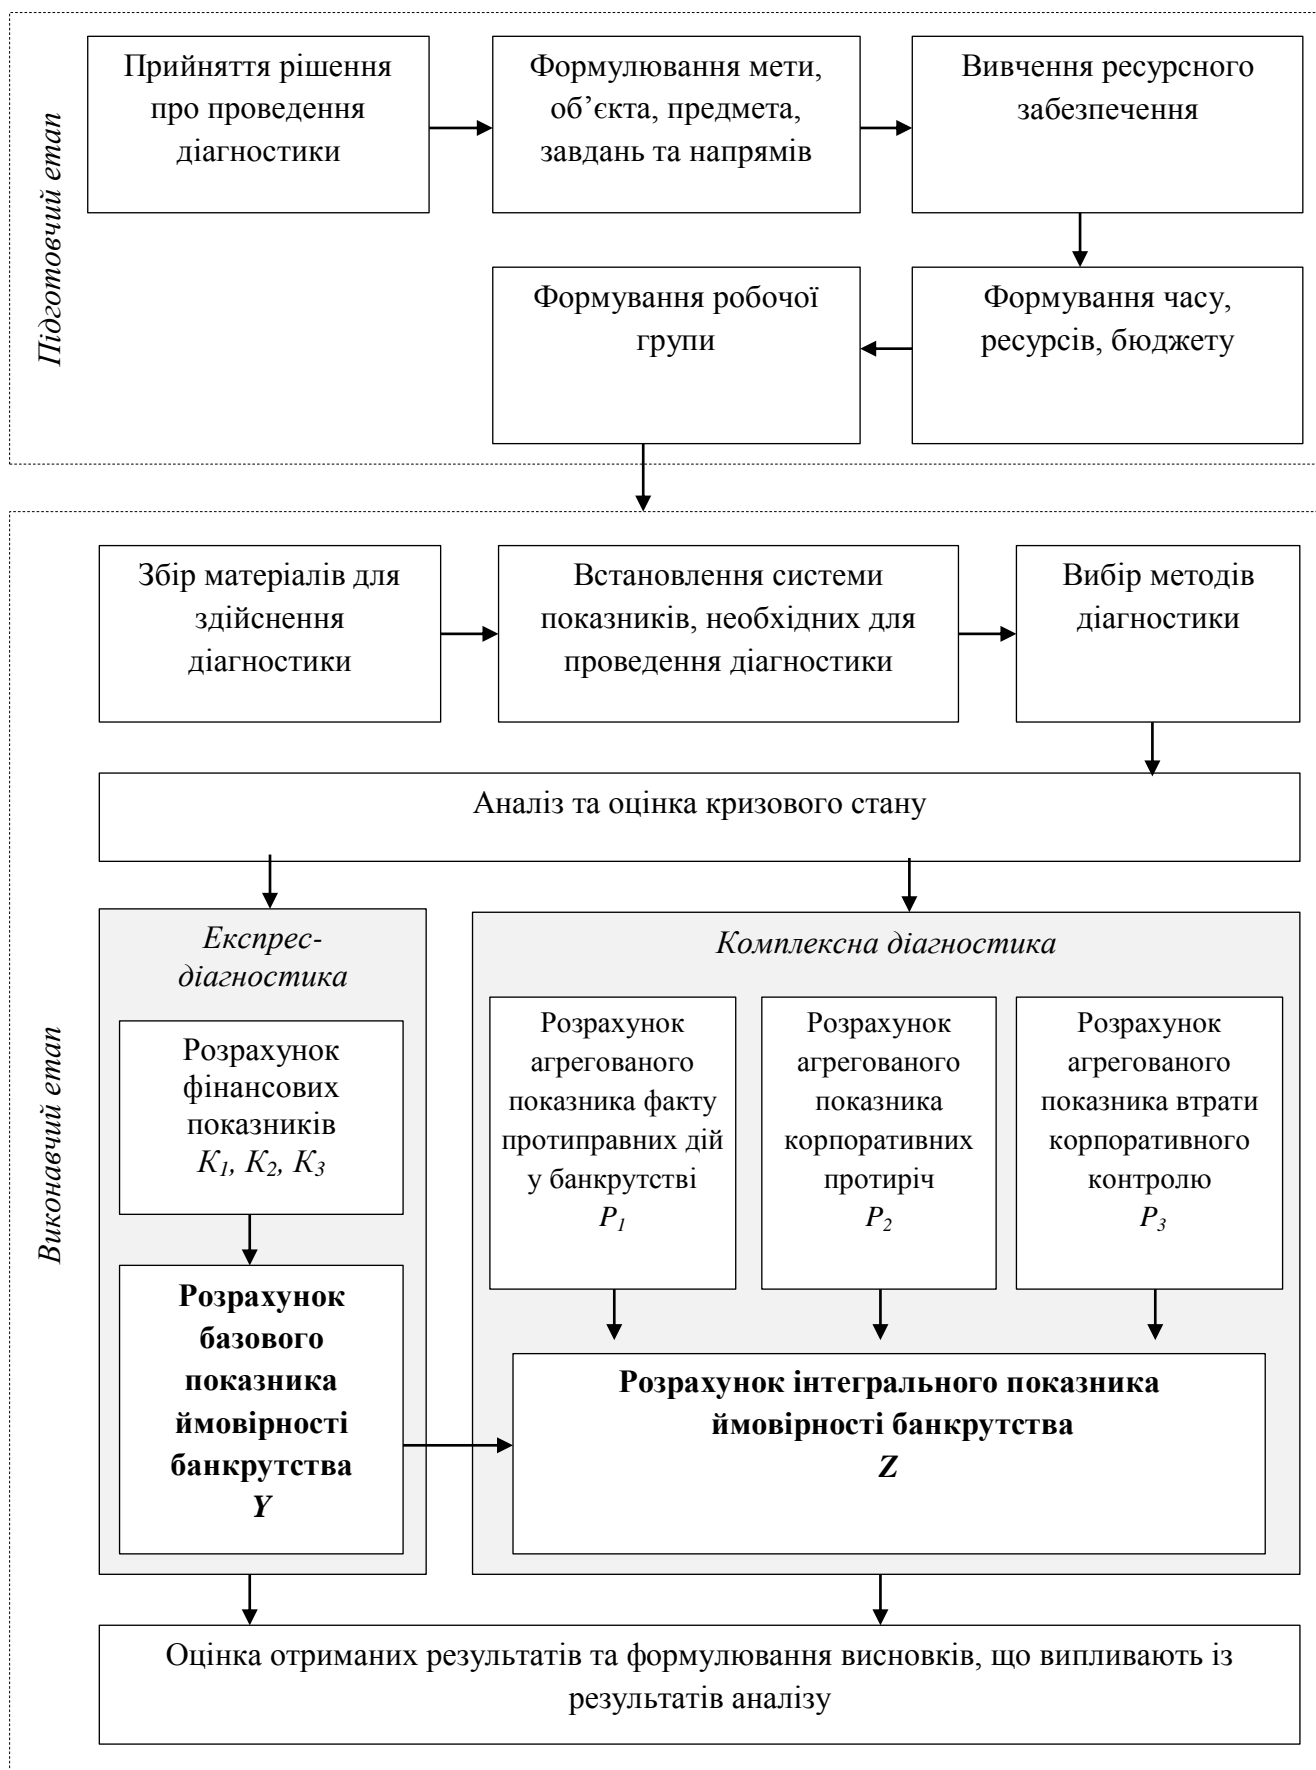 Підготовчий етап
Прийняття рішення
про проведення
діагностики
Формулювання мети,
об’єкта, предмета,
завдань та напрямів
Вивчення ресурсного
забезпечення
Формування робочої
групи
Формування часу,
ресурсів, бюджету
Виконавчий етап
Збір матеріалів для
здійснення
діагностики
Встановлення системи
показників, необхідних для
проведення діагностики
Вибір методів
діагностики
Аналіз та оцінка кризового стану
Експрес-
діагностика
Розрахунок
фінансових
показників
К1, К2, К3
Розрахунок
базового
показника
ймовірності
банкрутства
Y
Комплексна діагностика
Розрахунок
агрегованого
показника факту
протиправних дій
у банкрутстві
P1
Розрахунок
агрегованого
показника
корпоративних
протиріч
P2
Розрахунок
агрегованого
показника втрати
корпоративного
контролю
P3
Розрахунок інтегрального показника
ймовірності банкрутства
Z
Оцінка отриманих результатів та формулювання висновків, що випливають із
результатів аналізу